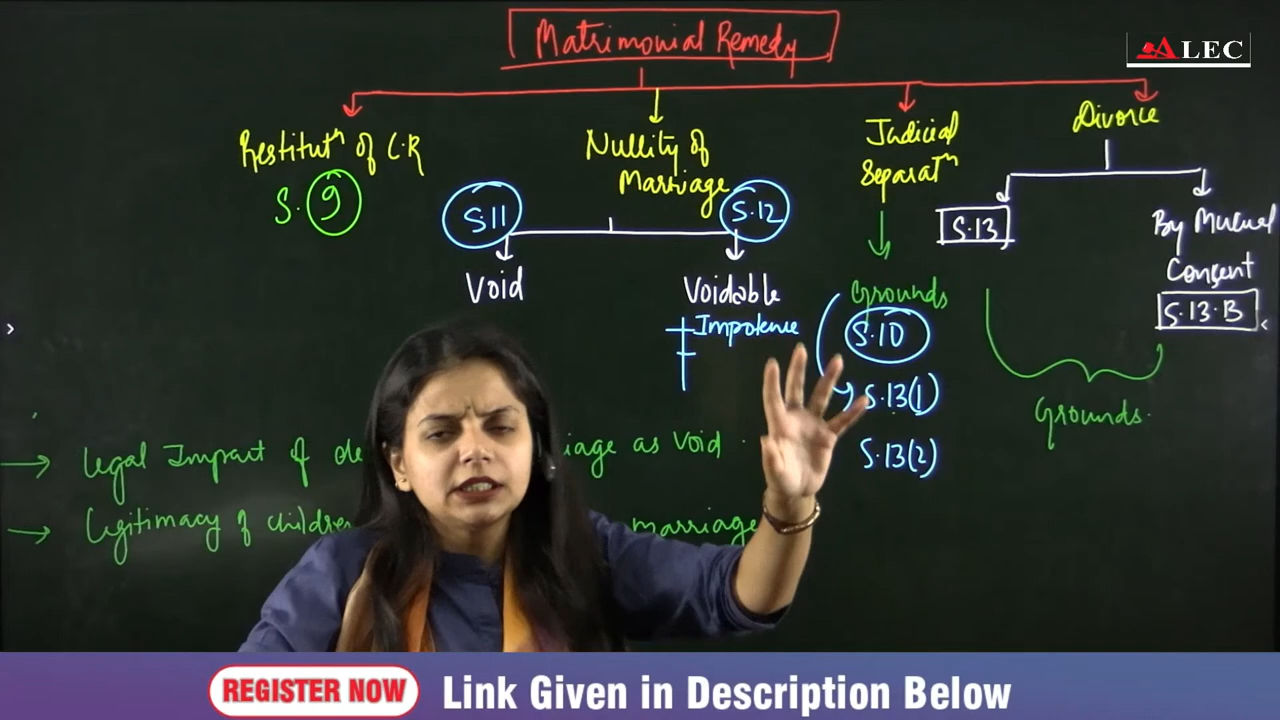 Matrimonial Remedy
ALEC
Restitutⁿ of C.R
S. 9
Nullity of
Marriage
S.11
S.12
Void
Voidable
Impotence
Judicial
Separatⁿ
Grounds
S.10
S.13(1)
S.13(2)
Divorce
S.13
By Mutual
Consent
S.13.B
Grounds.
→ Legal Impact of de iage as Void
→ Legitimacy of children marriage
REGISTER NOW Link Given in Description Below